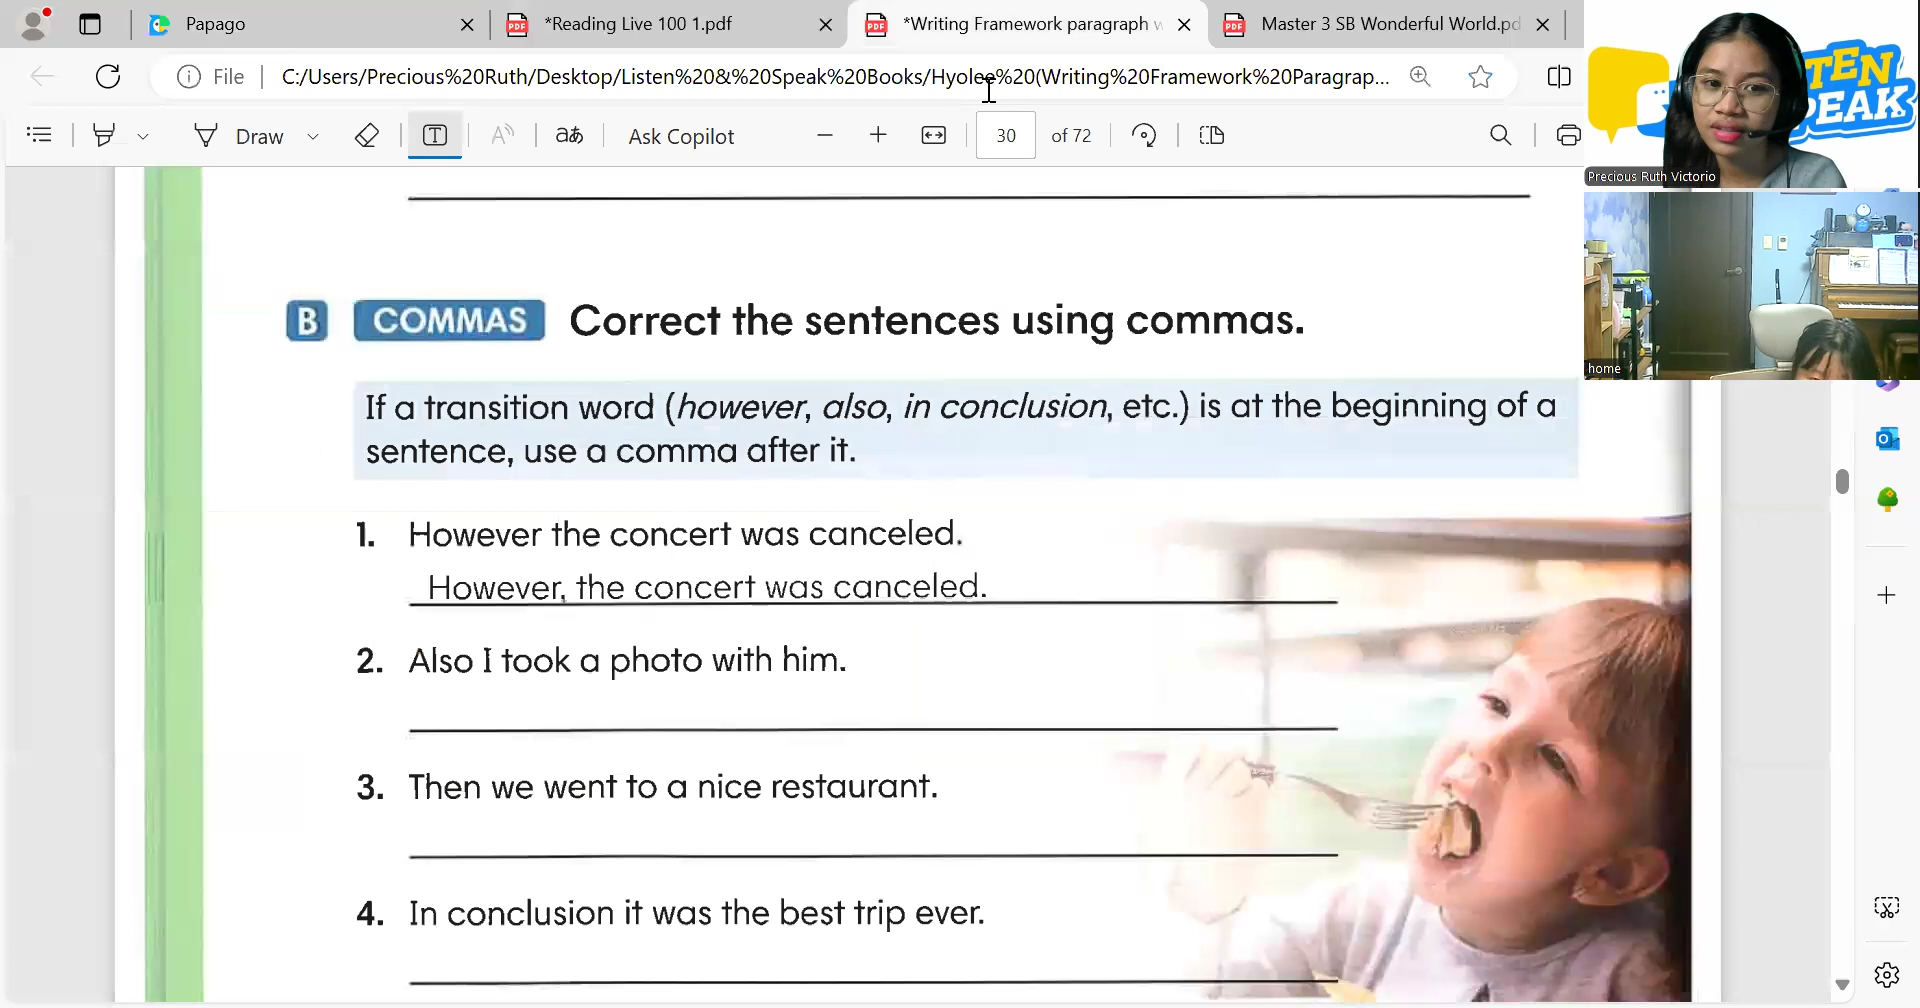 Papago
*Reading Live 100 1.pdf
*Writing Framework paragraph w
Master 3 SB Wonderful World.pd
File
C:/Users/Precious%20Ruth/Desktop/Listen%20&%20Speak%20Books/Hyolee%20(Writing%20Framework%20Paragrap...
Draw
Ask Copilot
30 of 72
TEN
PEAK
Precious Ruth Victorio
home
B COMMAS Correct the sentences using commas.
If a transition word (however, also, in conclusion, etc.) is at the beginning of a
sentence, use a comma after it.
1. However the concert was canceled.
However, the concert was canceled.
2. Also I took a photo with him.
3. Then we went to a nice restaurant.
4. In conclusion it was the best trip ever.